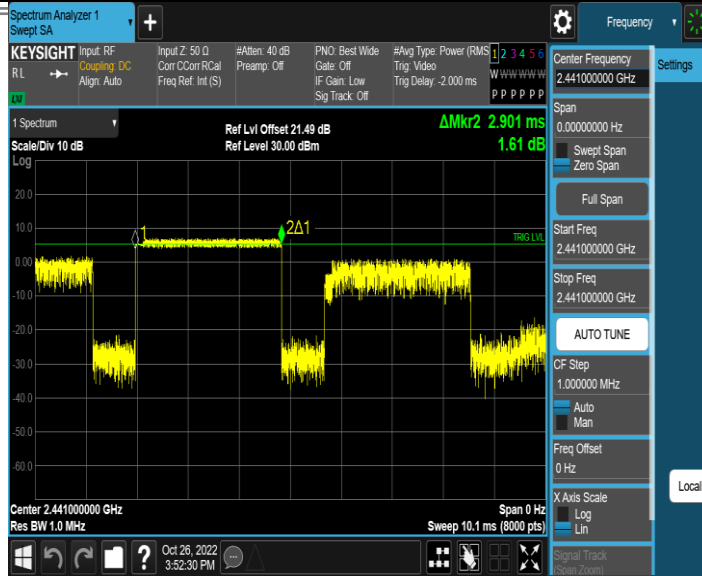 Spectrum Analyzer 1
Swept SA
+
Frequency
KEYSIGHT
RL
LXI
Input: RF
Coupling: DC
Align: Auto
Input Z: 50 Ω
Corr CCorr RCal
Freq Ref: Int (S)
#Atten: 40 dB
Preamp: Off
PNO: Best Wide
Gate: Off
IF Gain: Low
Sig Track: Off
#Avg Type: Power (RMS
Trig: Video
Trig Delay: -2.000 ms
1 2 3 4 5 6
W W W W W W
P P P P P P
1 Spectrum
Scale/Div 10 dB
Log
Ref Lvl Offset 21.49 dB
Ref Level 30.00 dBm
ΔMkr2 2.901 ms
1.61 dB
20.0
10.0
0.00
-10.0
-20.0
-30.0
-40.0
-50.0
-60.0
1
2Δ1
TRIG LVL
Center 2.441000000 GHz
Res BW 1.0 MHz
Span 0 Hz
Sweep 10.1 ms (8000 pts)
?
Oct 26, 2022
3:52:30 PM
Center Frequency
2.441000000 GHz
Span
0.00000000 Hz
Swept Span
Zero Span
Full Span
Start Freq
2.441000000 GHz
Stop Freq
2.441000000 GHz
AUTO TUNE
CF Step
1.000000 MHz
Auto
Man
Freq Offset
0 Hz
X Axis Scale
Log
Lin
Signal Track
(Span Zoom)
Settings
Local